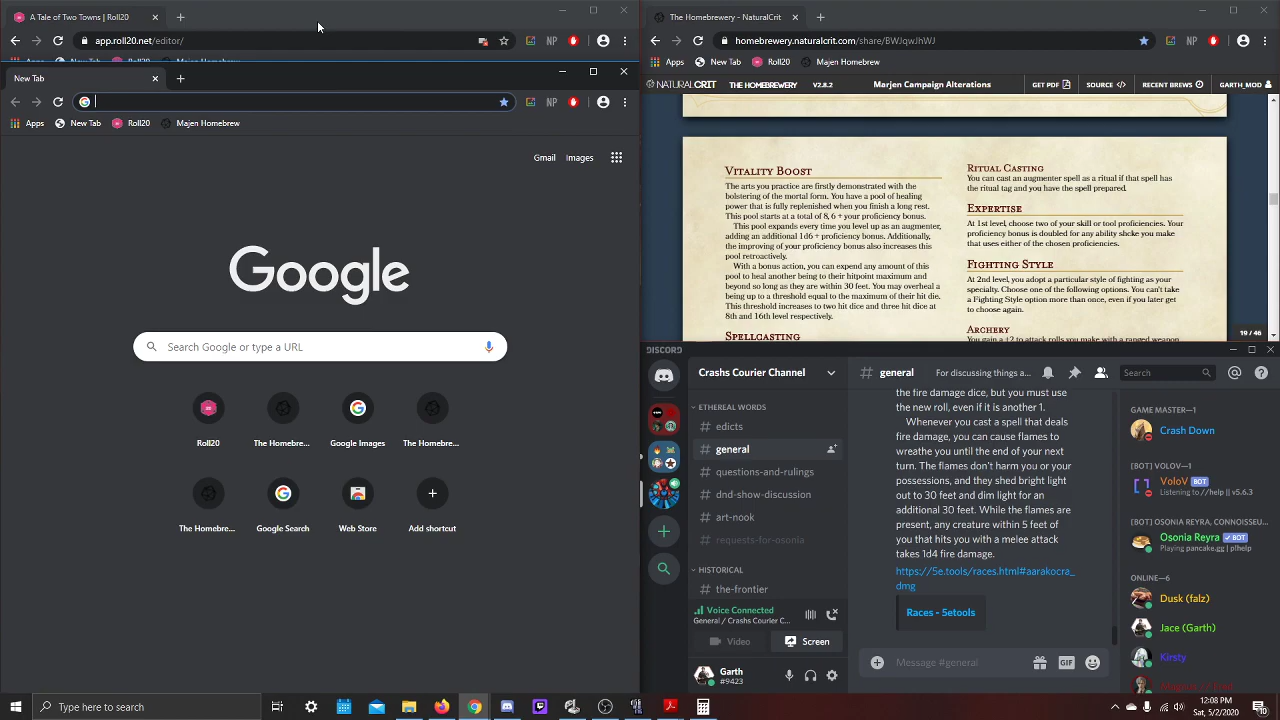 A Tale of Two Towns | Roll20
app.roll20.net/editor/
New Tab
Apps
New Tab
Roll20
Majen Homebrew
Gmail
Images
Google
Search Google or type a URL
Roll20
The Homebre...
Google Images
The Homebre...
The Homebre...
Google Search
Web Store
Add shortcut
The Homebrewery - NaturalCrit
homebrewery.naturalcrit.com/share/BWJqwJhWJ
Apps
New Tab
Roll20
Majen Homebrew
NATURALCRIT
THE HOMEBREWERY
V2.8.2
Marjen Campaign Alterations
GET PDF
SOURCE
RECENT BREWS
GARTH_MOD
VITALITY BOOST
The arts you practice are firstly demonstrated with the
bolstering of the mortal form. You have a pool of healing
power that is fully replenished when you finish a long rest.
This pool starts at a total of 8, 6 + your proficiency bonus.
This pool expands every time you level up as an augmenter,
adding an additional 1d6 + proficiency bonus. Additionally,
the improving of your proficiency bonus also increases this
pool retroactively.
With a bonus action, you can expend any amount of this
pool to heal another being to their hitpoint maximum and
beyond so long as they are within 30 feet. You may overheal a
being up to a threshold equal to the maximum of their hit die.
This threshold increases to two hit dice and three hit dice at
8th and 16th level respectively.
SPELLCASTING
RITUAL CASTING
You can cast an augmenter spell as a ritual if that spell has
the ritual tag and you have the spell prepared.
EXPERTISE
At 1st level, choose two of your skill or tool proficiencies. Your
proficiency bonus is doubled for any ability shcke you make
that uses either of the chosen proficiencies.
FIGHTING STYLE
At 2nd level, you adopt a particular style of fighting as your
specialty. Choose one of the following options. You can't take
a Fighting Style option more than once, even if you later get
to choose again.
ARCHERY
You gain a +2 to attack rolls you make with a ranged weapon
19 / 46
DISCORD
Crashs Courier Channel
ETHEREAL WORDS
edicts
general
questions-and-rulings
dnd-show-discussion
art-nook
requests-for-osonia
HISTORICAL
the-frontier
Voice Connected
General / Crashs Courier C...
Video
Screen
Garth
#9423
# general
For discussing things a...
Search
the fire damage dice, but you must use
the new roll, even if it is another 1.
Whenever you cast a spell that deals
fire damage, you can cause flames to
wreathe you until the end of your next
turn. The flames don't harm you or your
possessions, and they shed bright light
out to 30 feet and dim light for an
additional 30 feet. While the flames are
present, any creature within 5 feet of
you that hits you with a melee attack
takes 1d4 fire damage.
https://5e.tools/races.html#aarakocra_
dmg
Races - 5etools
Message #general
GIF
GAME MASTER—1
Crash Down
[BOT] VOLOV—1
VoloV BOT
Listening to //help || v5.6.3
[BOT] OSONIA REYRA, CONNOISSEU...
Osonia Reyra BOT
Playing pancake.gg | p!help
ONLINE—6
Dusk (falz)
Jace (Garth)
Kirsty
Type here to search
12:08 PM
Sat, 5/2/2020